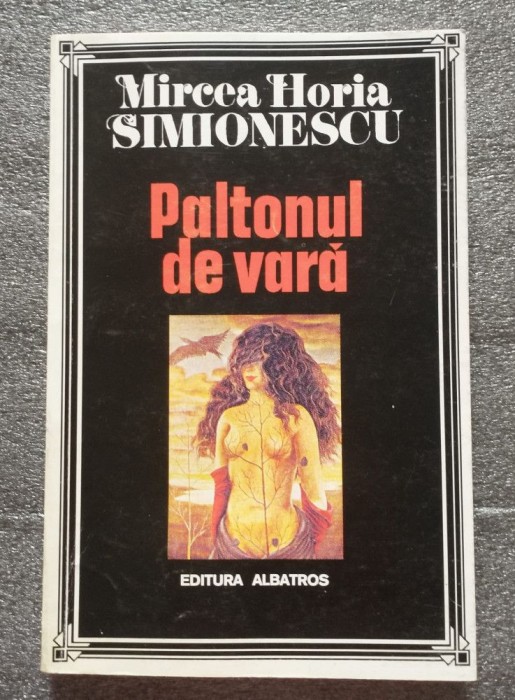 Mircea Horia
SIMIONESCU
Paltonul
de vară
EDITURA ALBATROS